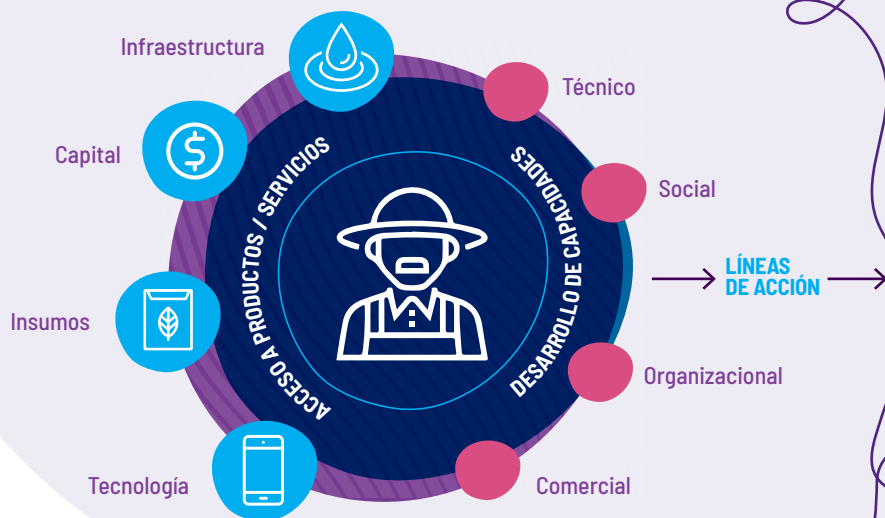 Infraestructura
Capital
Insumos
Tecnología
ACCESO A PRODUCTOS / SERVICIOS
DESARROLLO DE CAPACIDADES
Técnico
Social
Organizacional
Comercial
LÍNEAS
DE ACCIÓN